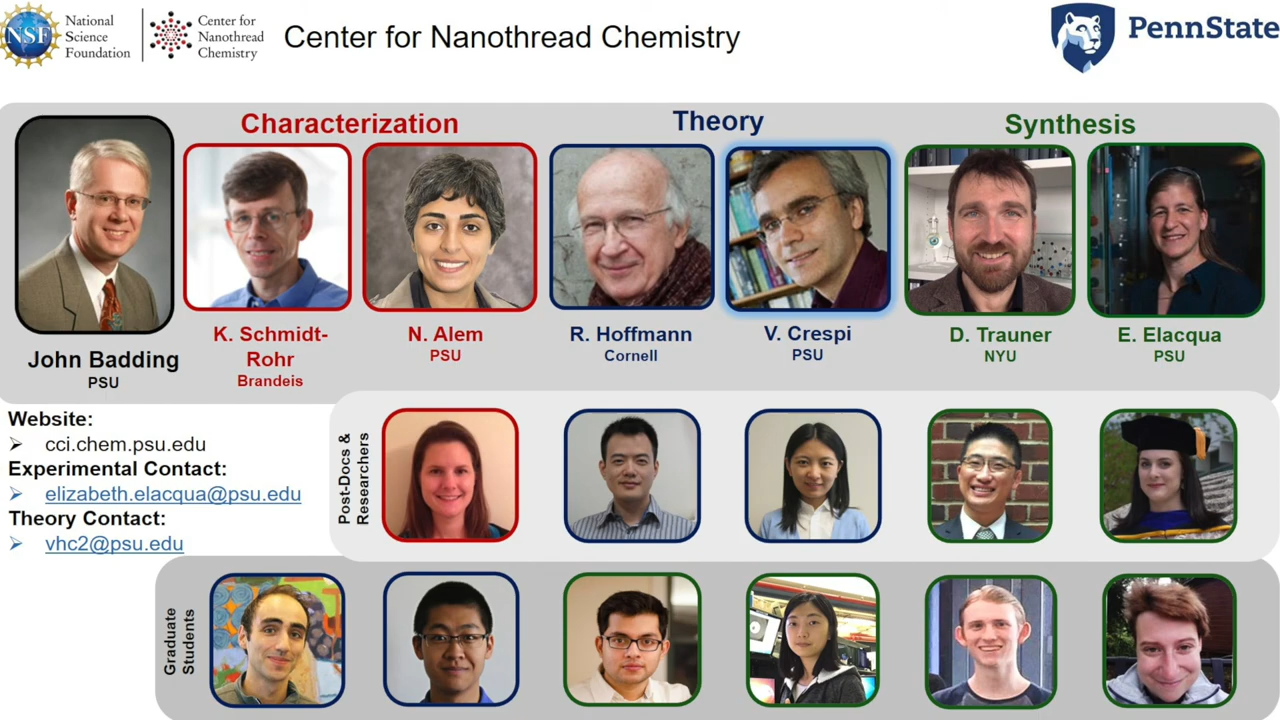 NSF
National
Science
Foundation
Center for
Nanothread
Chemistry
Center for Nanothread Chemistry
PennState
Characterization
Theory
Synthesis
John Badding
PSU
K. Schmidt-
Rohr
Brandeis
N. Alem
PSU
R. Hoffmann
Cornell
V. Crespi
PSU
D. Trauner
NYU
E. Elacqua
PSU
Website:
➢ cci.chem.psu.edu
Experimental Contact:
➢ elizabeth.elacqua@psu.edu
Theory Contact:
➢ vhc2@psu.edu
Post-Docs &
Researchers
Graduate
Students